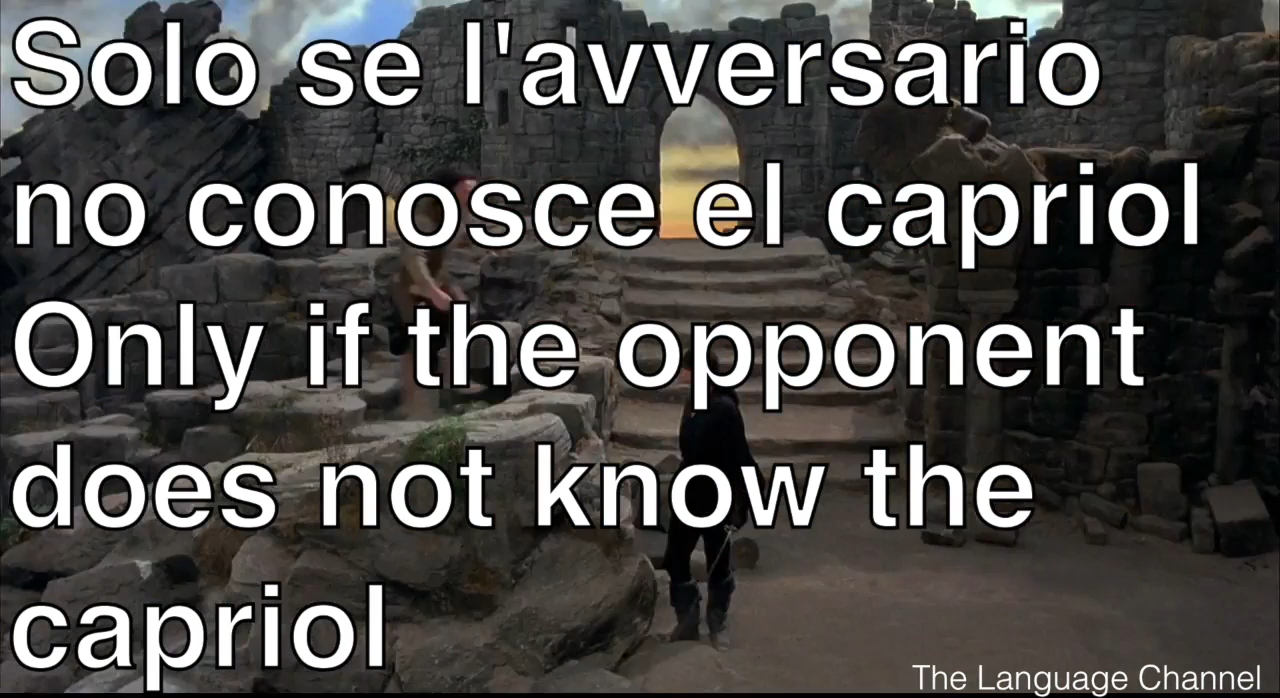 Solo se l'avversario
no conosce el capriol
Only if the opponent
does not know the
capriol
The Language Channel